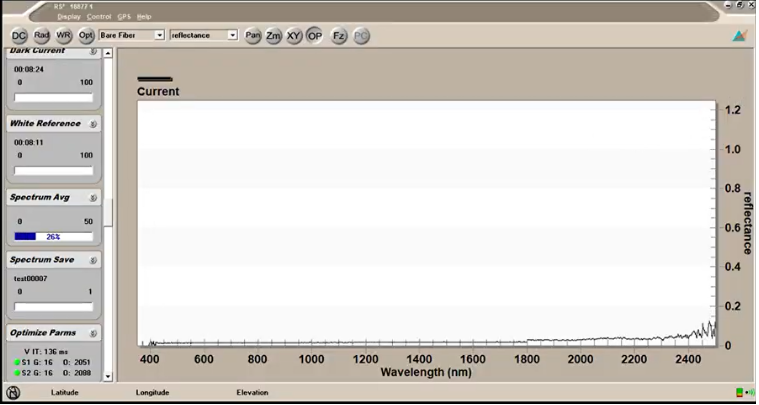 RS³ 18877 1
Display Control GPS Help
DC Rad WR Opt Bare Fiber reflectance Pan Zm XY OP Fz PC
Dark Current
00:08:24
0 100
White Reference
00:08:11
0 100
Spectrum Avg
0 50
26%
Spectrum Save
test00007
0 1
Optimize Parms
V IT: 136 ms
S1 G: 16 O: 2051
S2 G: 16 O: 2088
Current
1.2
1.0
0.8
0.6
0.4
0.2
0
reflectance
400 600 800 1000 1200 1400 1600 1800 2000 2200 2400
Wavelength (nm)
Latitude Longitude Elevation